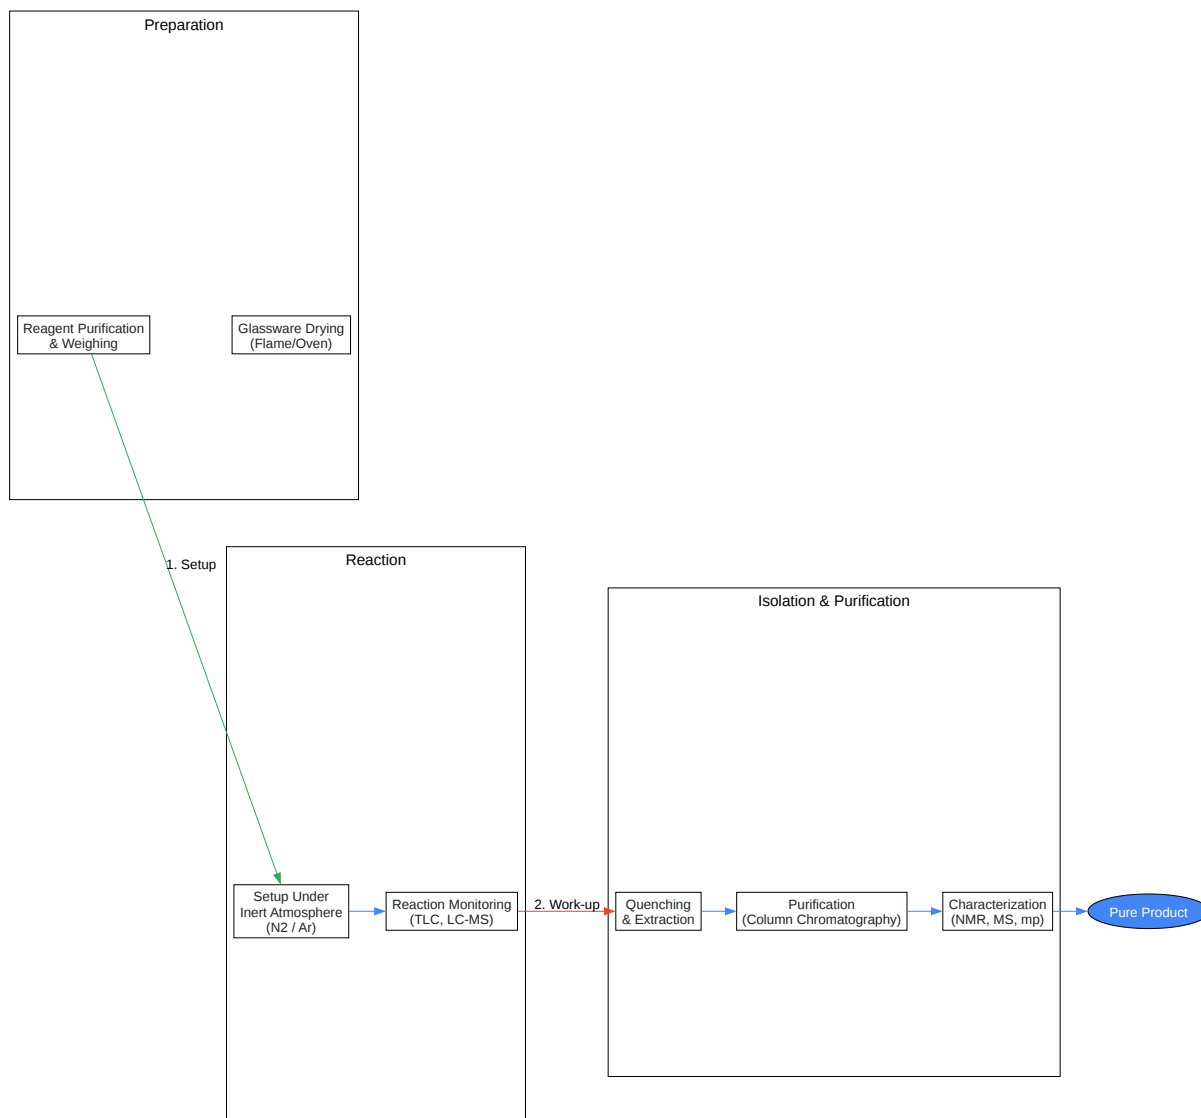 Preparation
Reagent Purification
& Weighing
Glassware Drying
(Flame/Oven)
1. Setup
Reaction
Setup Under
Inert Atmosphere
(N2 / Ar)
Reaction Monitoring
(TLC, LC-MS)
2. Work-up
Isolation & Purification
Quenching
& Extraction
Purification
(Column Chromatography)
Characterization
(NMR, MS, mp)
Pure Product